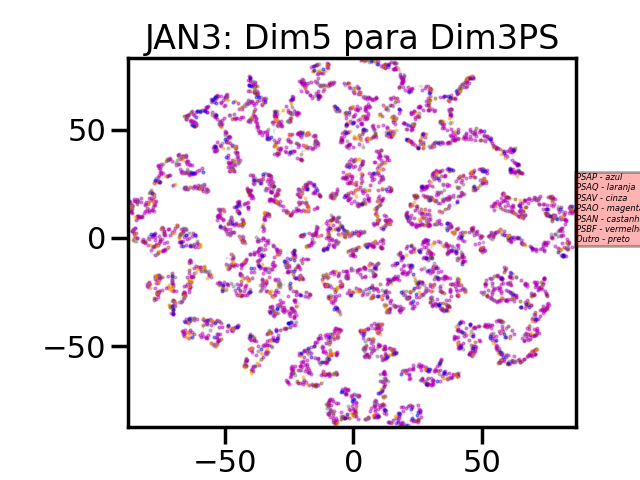 JAN3: Dim5 para Dim3PS
50
0
−50
−50
0
50
PSAP - azul
PSAQ - laranja
PSAV - cinza
PSAO - magenta
PSAN - castanh
PSBF - vermelh
Outro - preto